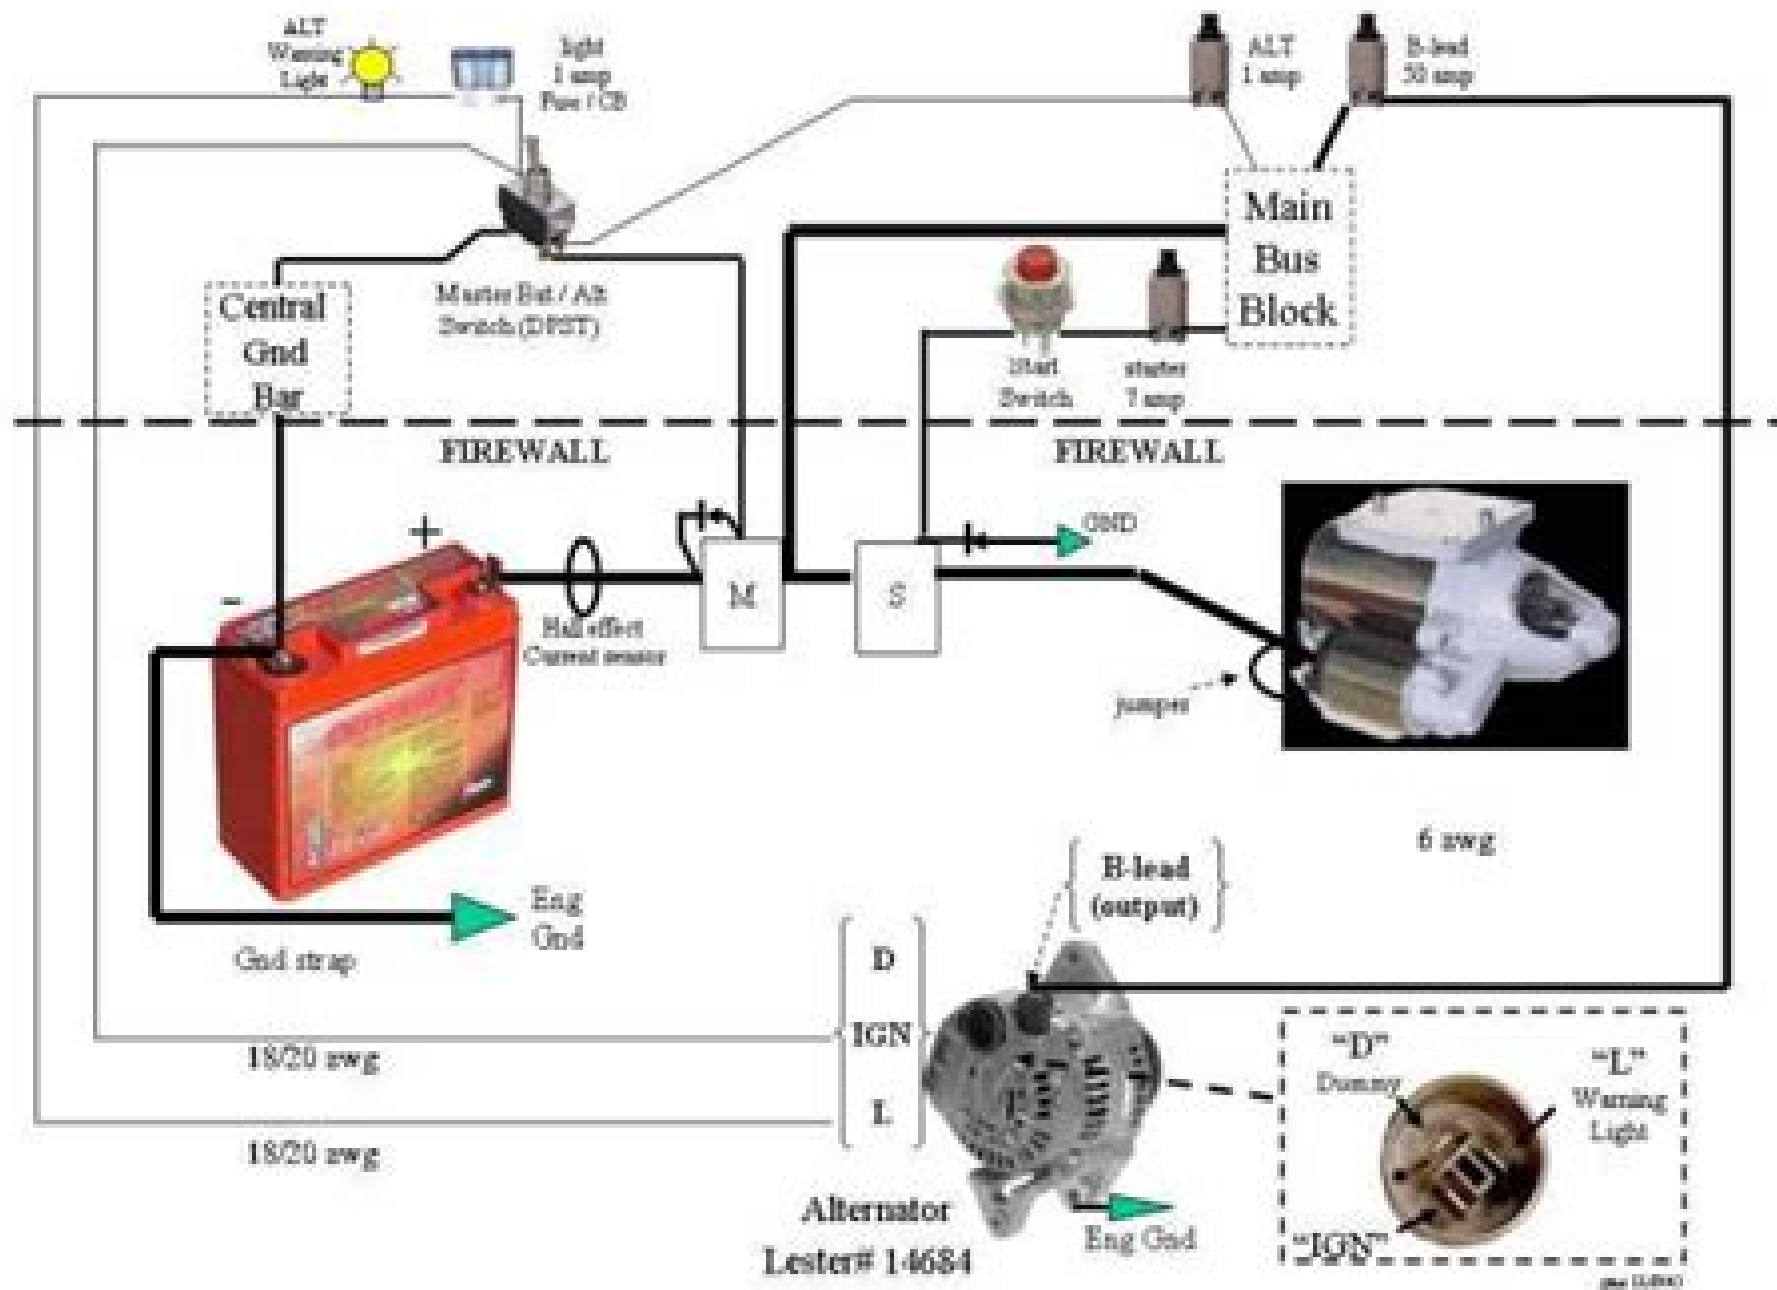 ALT
Warning
Light
light
1 amp
Fuse / CB
ALT
1 amp
B-lead
50 amp
Main
Bus
Block
Central
Gnd
Bar
Master Bat / Alt
Switch (DPST)
Start
Switch
starter
7 amp
FIREWALL
FIREWALL
+
-
GND
M
S
Hall effect
Current sensor
jumper
6 awg
B-lead
(output)
Eng
Gnd
Gnd strap
D
IGN
L
18/20 awg
18/20 awg
"D"
Dummy
"L"
Warning
Light
"IGN"
Alternator
Lester# 14684
Eng Gnd